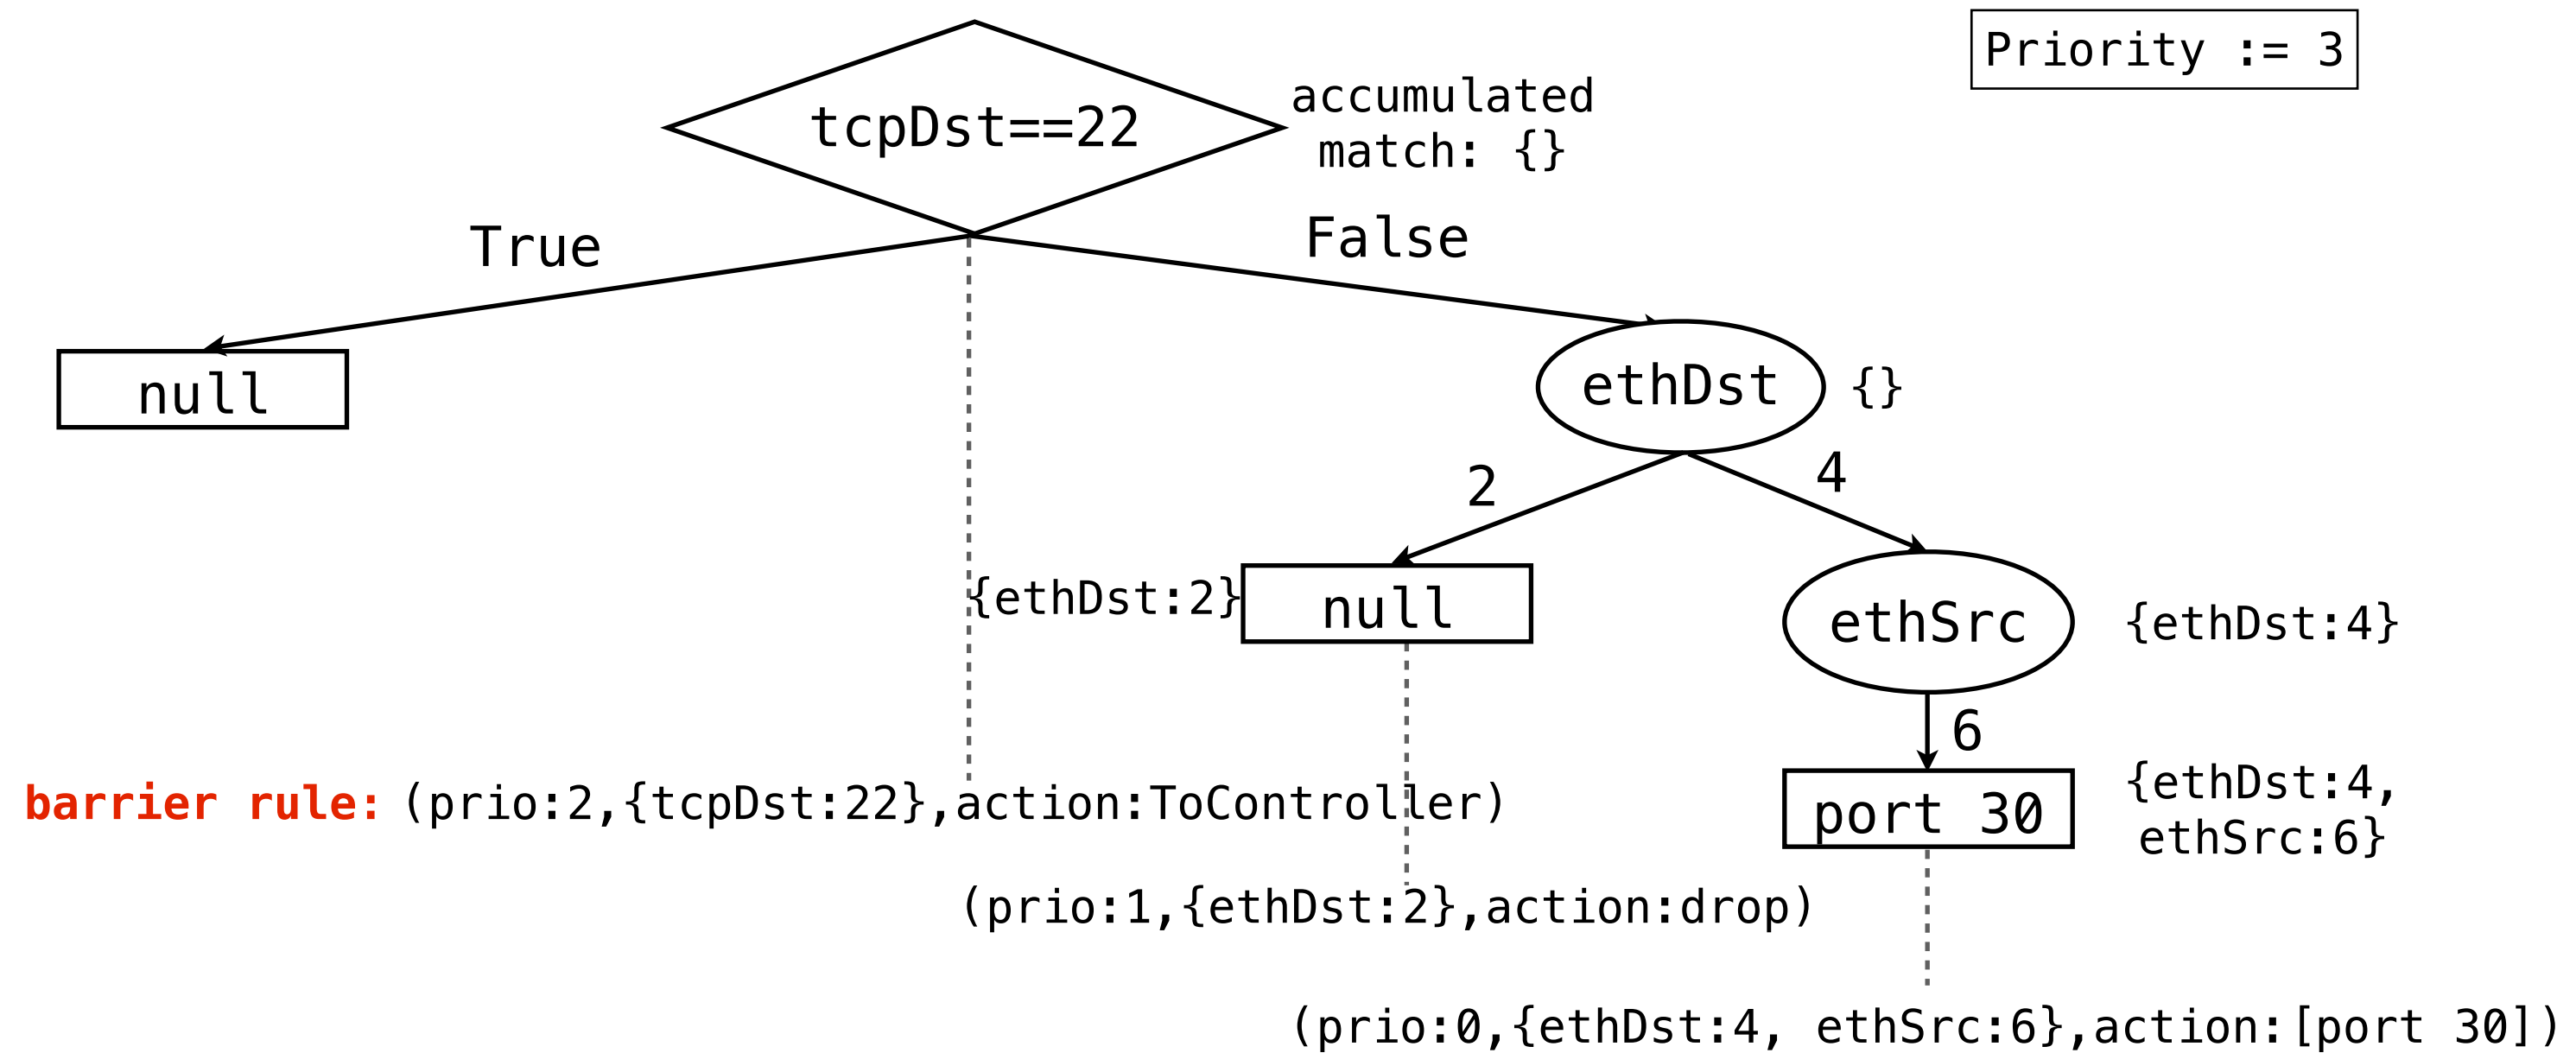 Priority := 3
tcpDst==22
accumulated
match: {}
True
False
null
ethDst
{}
2
4
{ethDst:2}
null
ethSrc
{ethDst:4}
6
port 30
{ethDst:4,
ethSrc:6}
barrier rule: (prio:2,{tcpDst:22},action:ToController)
(prio:1,{ethDst:2},action:drop)
(prio:0,{ethDst:4, ethSrc:6},action:[port 30])